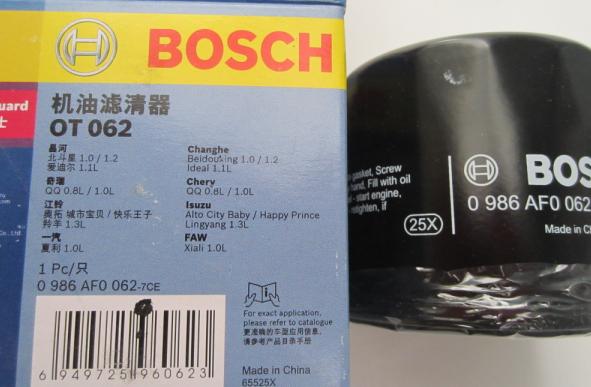 BOSCH
uard
士
机油滤清器
OT 062
昌河
北斗星 1.0 / 1.2
爱迪尔 1.1L
Changhe
Beidouxing 1.0 / 1.2
Ideal 1.1L
奇瑞
QQ 0.8L / 1.0L
Chery
QQ 0.8L / 1.0L
江铃
奥拓 城市宝贝 / 快乐王子
羚羊 1.3L
Isuzu
Alto City Baby / Happy Prince
Lingyang 1.3L
一汽
夏利 1.0L
FAW
Xiali 1.0L
1 Pc/只
0 986 AF0 062-7CE
For exact application,
please refer to catalogue
更准确的车型应用信息,
请参考产品目录手册
6 949725 960623
Made in China
65525X
gasket, Screw
hand, Fill with oil
- start engine,
retighten, if
25X
BOS
0 986 AF0 062
Made in Ch